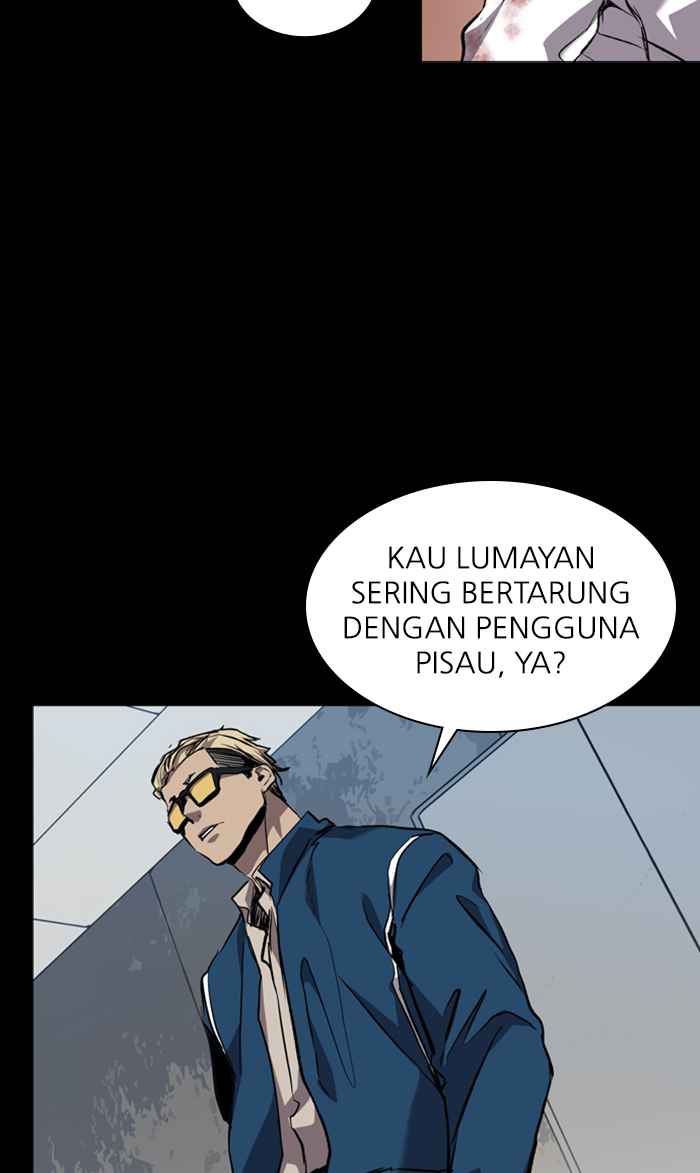 KAU LUMAYAN
SERING BERTARUNG
DENGAN PENGGUNA
PISAU, YA?